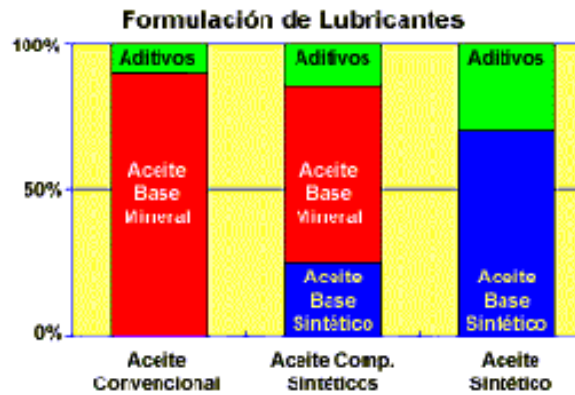 Formulación de Lubricantes
100%
50%
0%
Aditivos
Aceite
Base
Mineral
Aditivos
Aceite
Base
Mineral
Aceite
Base
Sintético
Aditivos
Aceite
Base
Sintético
Aceite
Convencional
Aceite Comp.
Sintéticos
Aceite
Sintético